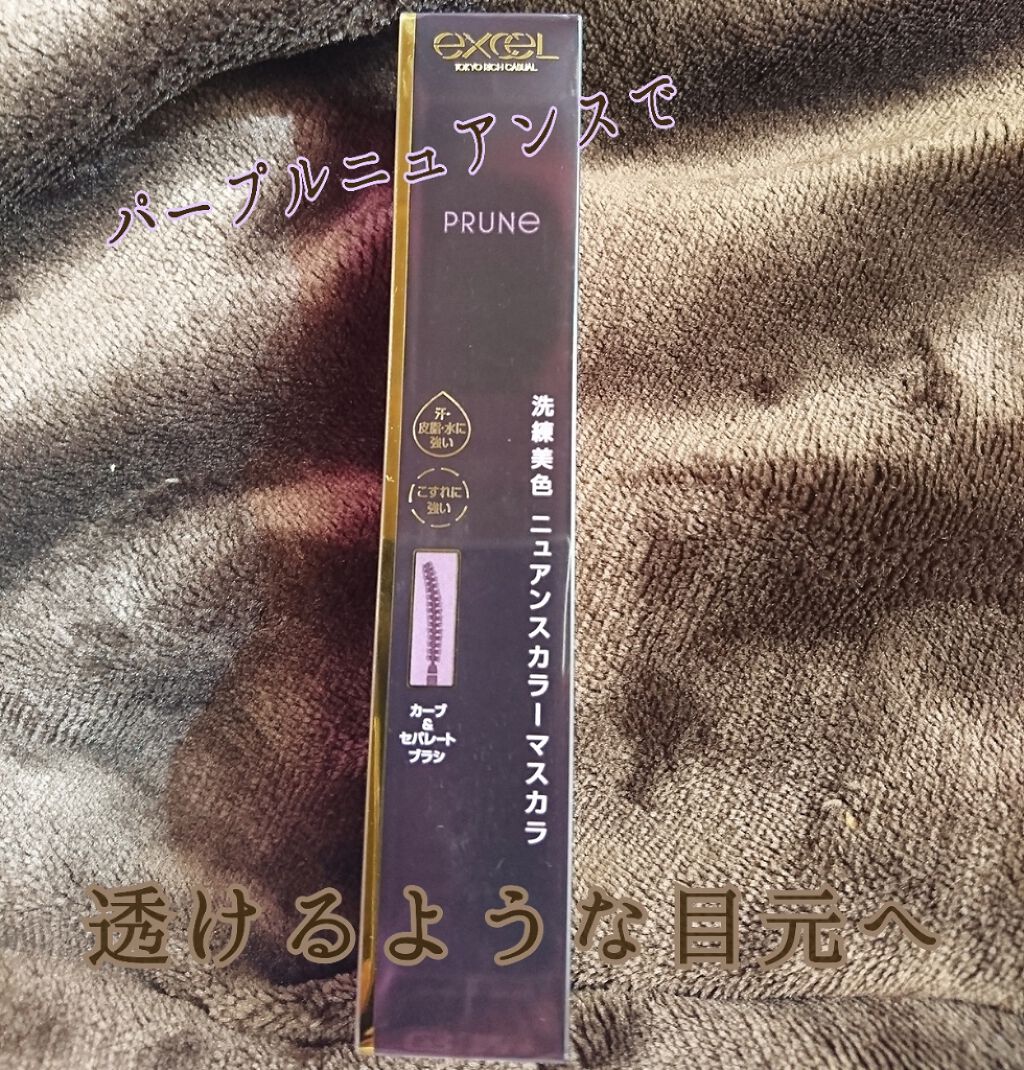 excel
TOKYO RICH CASUAL
パープルニュアンスで
PRUNe
汗・
皮脂・水に
強い
こすれに
強い
洗練美色 ニュアンスカラーマスカラ
カーブ
&
セパレート
ブラシ
透けるような目元へ